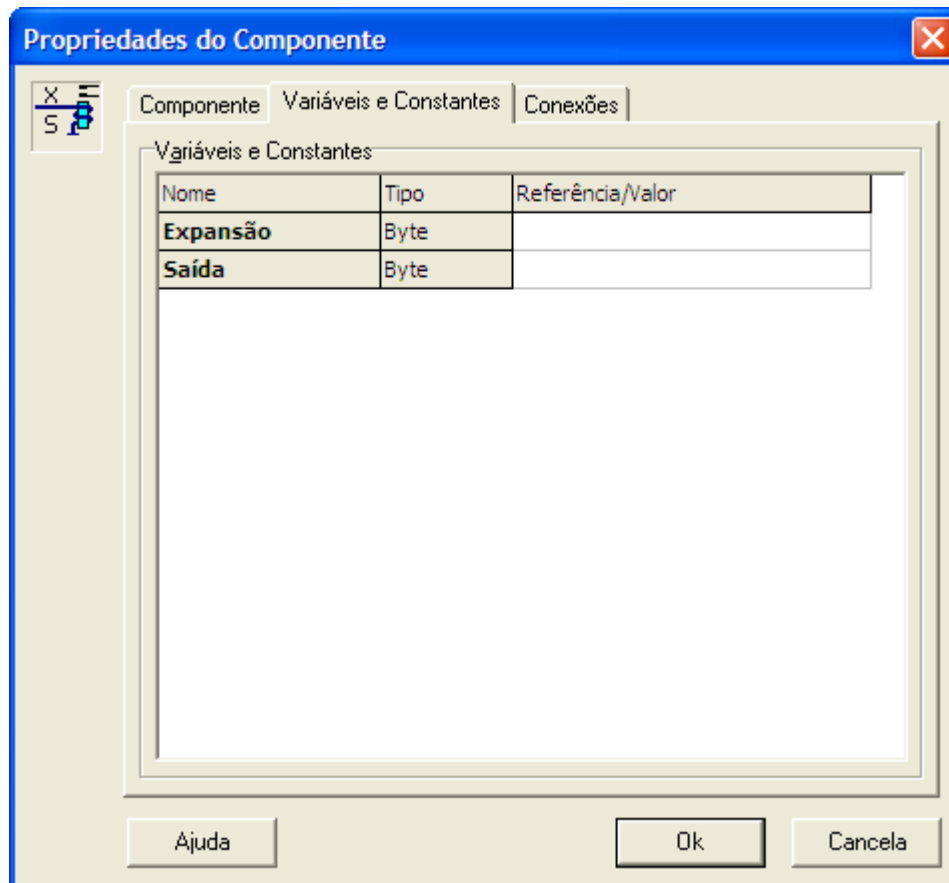 Propriedades do Componente
X
S
Componente Variáveis e Constantes Conexões
Variáveis e Constantes
Nome Tipo Referência/Valor
Expansão Byte
Saída Byte
Ajuda Ok Cancela